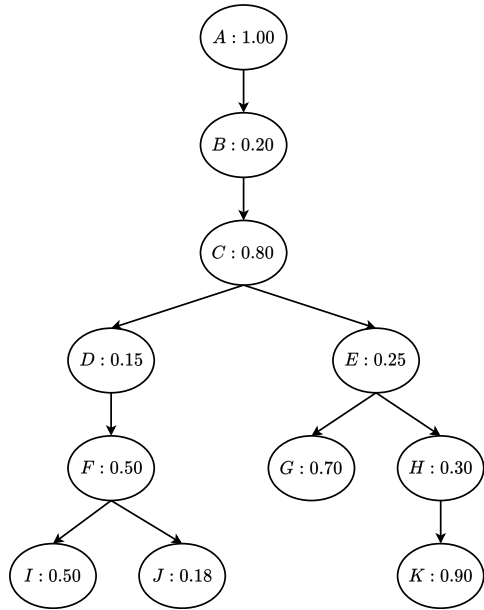 A : 1.00
B : 0.20
C : 0.80
D : 0.15
E : 0.25
F : 0.50
G : 0.70
H : 0.30
I : 0.50
J : 0.18
K : 0.90